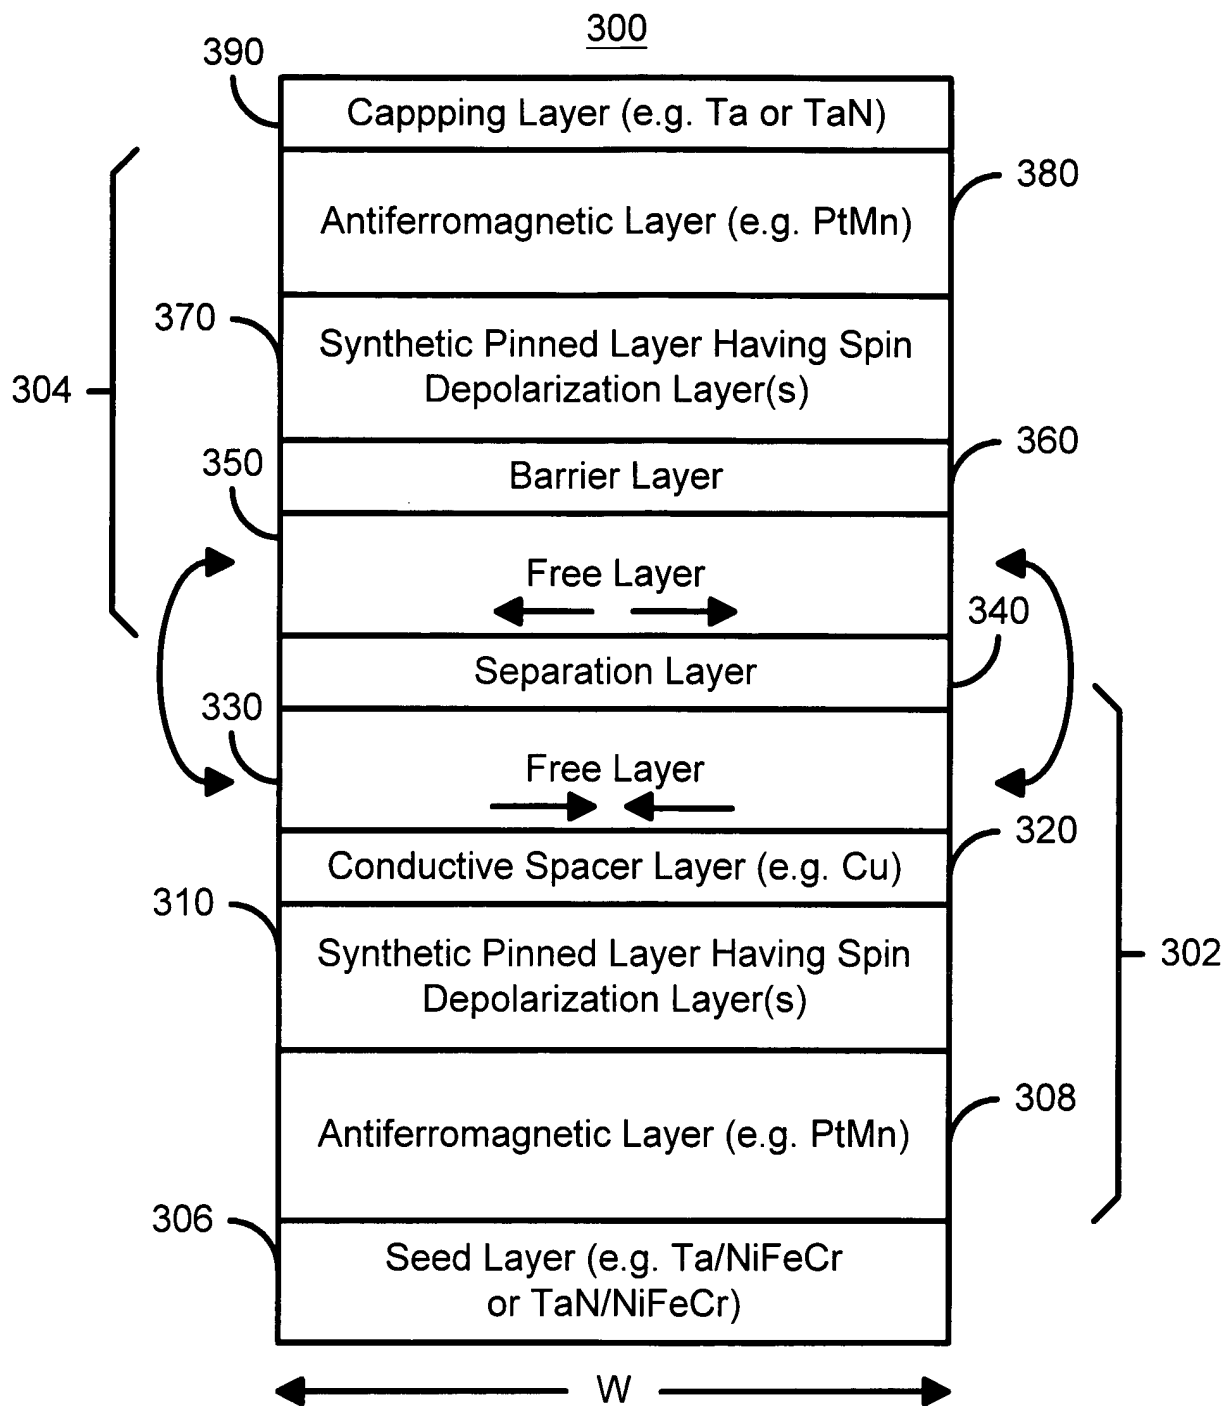 300
390
Cappping Layer (e.g. Ta or TaN)
380
Antiferromagnetic Layer (e.g. PtMn)
370
Synthetic Pinned Layer Having Spin
Depolarization Layer(s)
304
360
350
Barrier Layer
Free Layer
340
Separation Layer
330
Free Layer
320
Conductive Spacer Layer (e.g. Cu)
310
Synthetic Pinned Layer Having Spin
Depolarization Layer(s)
302
308
Antiferromagnetic Layer (e.g. PtMn)
306
Seed Layer (e.g. Ta/NiFeCr
or TaN/NiFeCr)
W